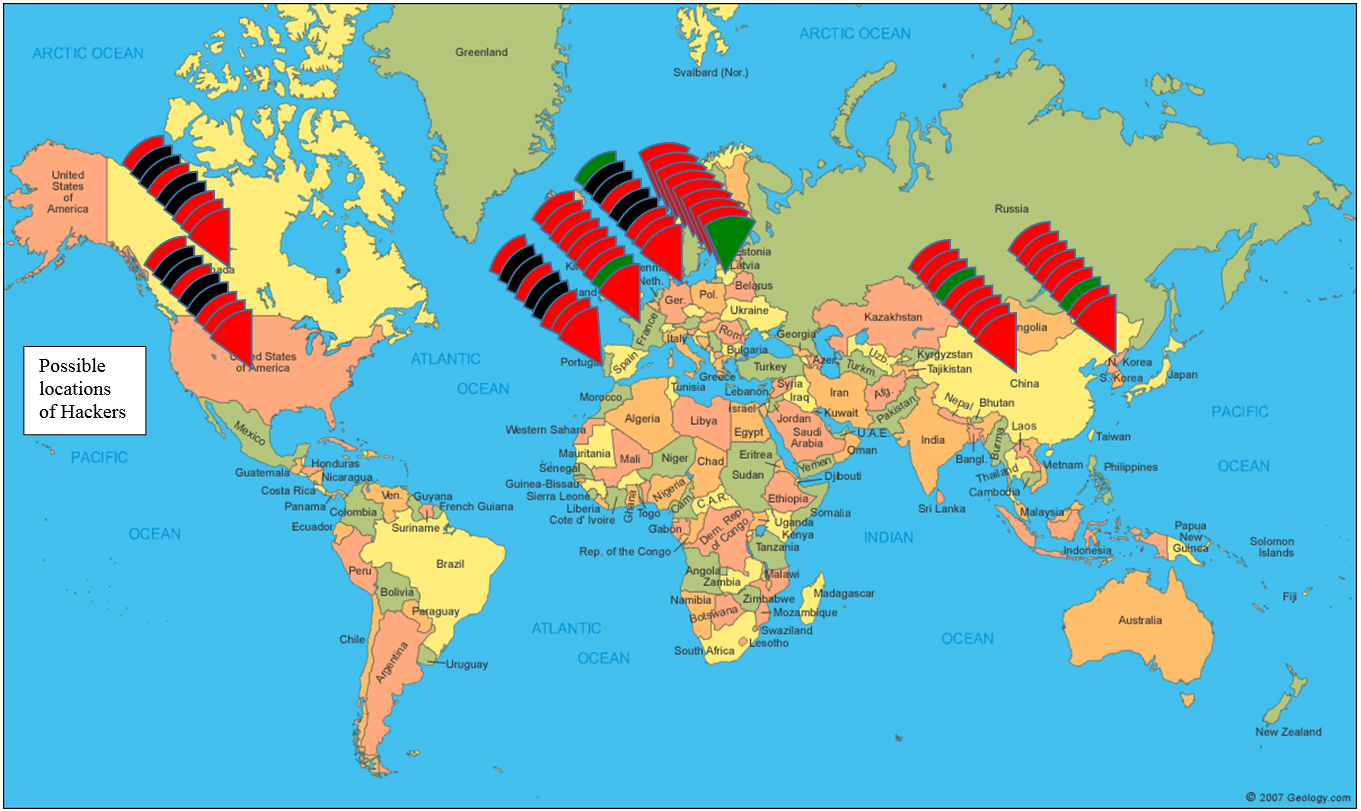 ARCTIC OCEAN
ARCTIC OCEAN
Greenland
Svalbard (Nor.)
United
States
of
America
Russia
nada
Kin
land
enm
Neth.
stonia
Latvia
Belarus
Ger.
Pol.
Ukraine
France
Kazakhstan
ngolia
Italy
Rom.
Bulgaria
Georgia
Uzb.
Kyrgyzstan
Tajikistan
Turkm.
Azer.
N. Korea
S. Korea
Japan
United States
of America
Possible
locations
of Hackers
ATLANTIC
OCEAN
Portuga
Spain
Greece
Turkey
China
Tunisia
Lebanon
Syria
Iraq
Iran
Afg.
Pakistan
Nepal
Bhutan
Morocco
Algeria
Libya
Egypt
Israel
Jordan
Kuwait
Saudi
Arabia
U.A.E.
Oman
India
Bangl.
Burma
Laos
Taiwan
PACIFIC
OCEAN
Mexico
PACIFIC
Western Sahara
Mauritania
Mali
Niger
Chad
Sudan
Eritrea
Yemen
Djibouti
Thailand
Vietnam
Cambodia
Philippines
Guatemala
Honduras
Nicaragua
Costa Rica
Panama
Ven.
Guyana
French Guiana
Suriname
Colombia
Ecuador
Senegal
Guinea-Bissau
Sierra Leone
Liberia
Cote d' Ivoire
Ghana
Togo
Nigeria
Cam.
C.A.R.
Ethiopia
Somalia
Sri Lanka
Malaysia
OCEAN
Gabon
Rep. of the Congo
Dem. Rep
of Congo
Uganda
Kenya
Tanzania
INDIAN
Indonesia
Papua
New
Guinea
Solomon
Islands
Brazil
Peru
Bolivia
Angola
Zambia
Malawi
Madagascar
Fiji
Paraguay
Namibia
Botswana
Zimbabwe
Mozambique
Swaziland
Lesotho
South Africa
ATLANTIC
OCEAN
OCEAN
Australia
Chile
Argentina
Uruguay
New Zealand
© 2007 Geology.com